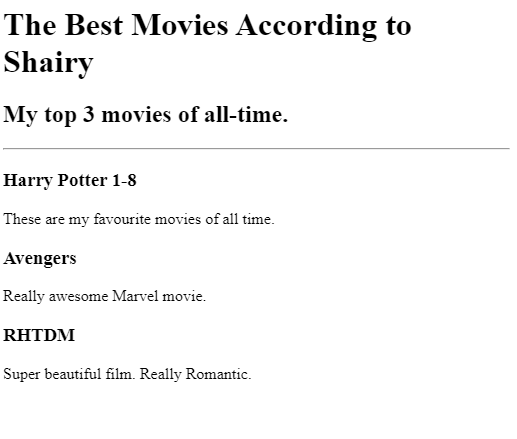 The Best Movies According to
Shairy
My top 3 movies of all-time.
Harry Potter 1-8
These are my favourite movies of all time.
Avengers
Really awesome Marvel movie.
RHTDM
Super beautiful film. Really Romantic.